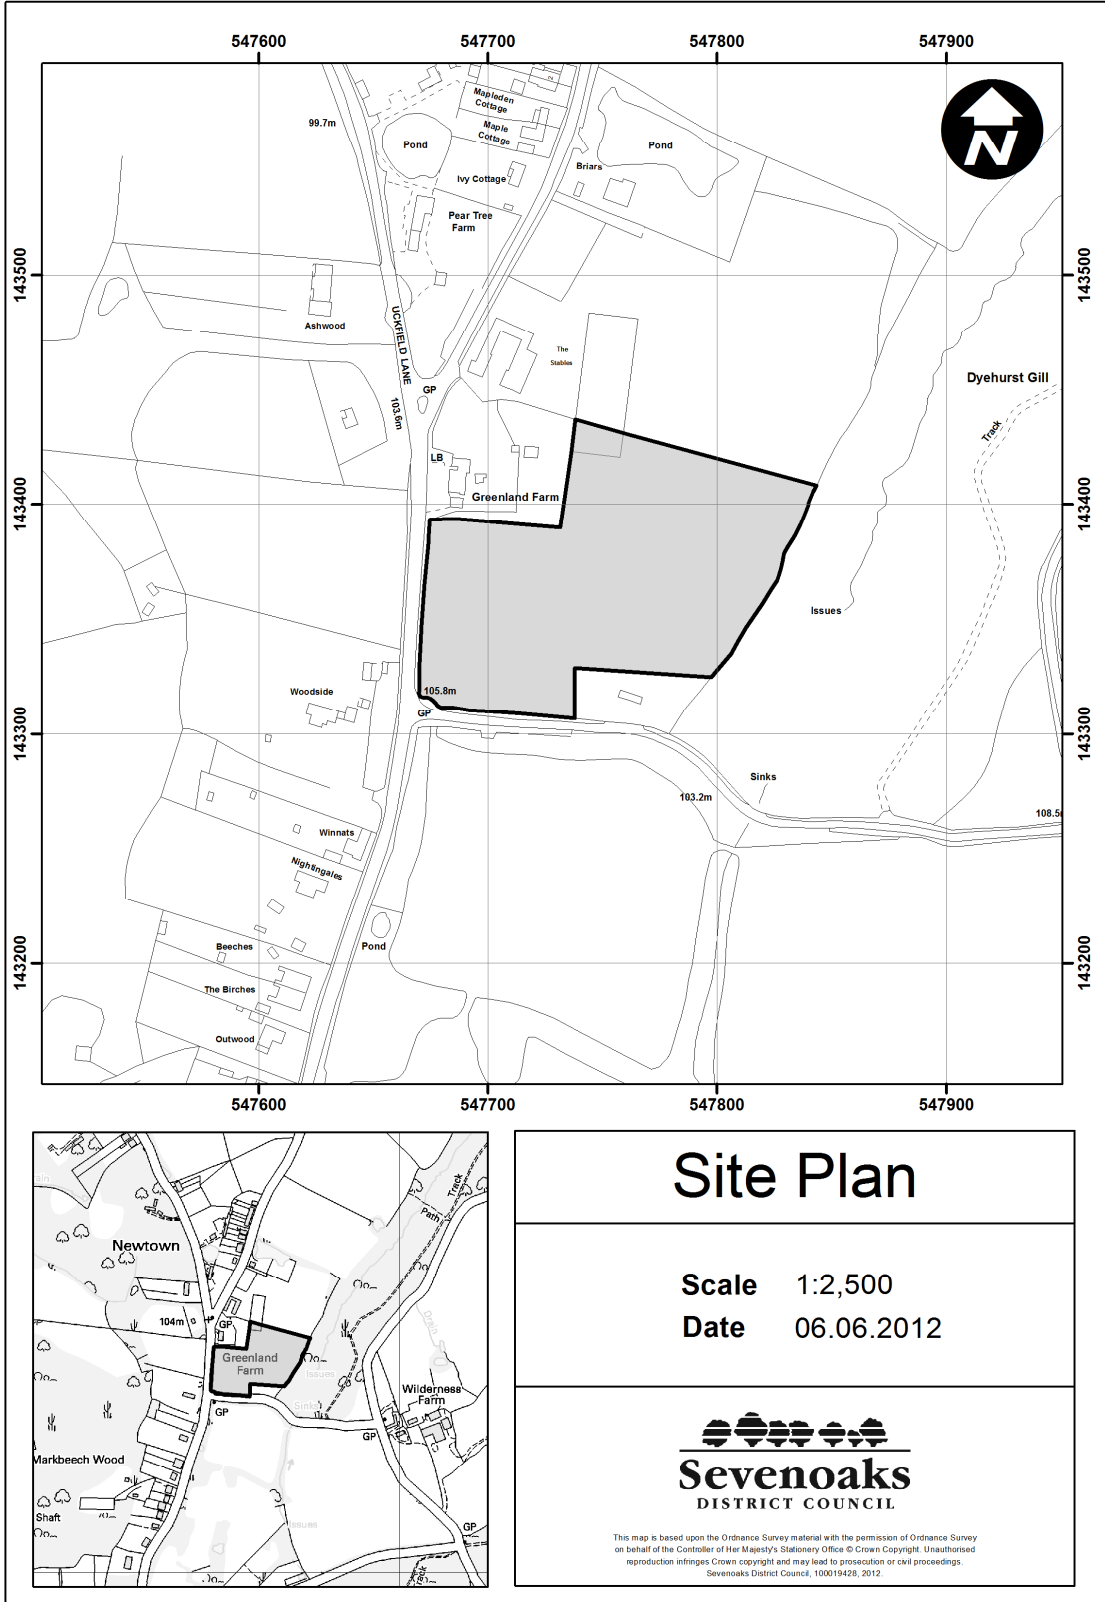 547600 547700 547800 547900
99.7m
Mapleden
Cottage
2
Maple
Cottage
Pond
Pond
N
Briars
Ivy Cottage
Pear Tree
Farm
143500
143500
Ashwood
UCKFIELD LANE
The
Stables
Dyehurst Gill
GP
103.6m
Track
LB
Greenland Farm
143400
143400
Issues
Woodside
105.8m
GP
143300
143300
Sinks
103.2m
108.5
Winnats
Nightingales
Beeches
Pond
143200
143200
The Birches
Outwood
547600 547700 547800 547900
Track
Path
Newtown
Drain
104m
GP
Greenland
Farm
Issues
Sinks
Wilderness
Farm
GP
GP
Markbeech Wood
Shaft
Issues
GP
rack
Site Plan
Scale 1:2,500
Date 06.06.2012
Sevenoaks
DISTRICT COUNCIL
This map is based upon the Ordnance Survey material with the permission of Ordnance Survey
on behalf of the Controller of Her Majesty's Stationery Office © Crown Copyright. Unauthorised
reproduction infringes Crown copyright and may lead to prosecution or civil proceedings.
Sevenoaks District Council, 100019428, 2012.